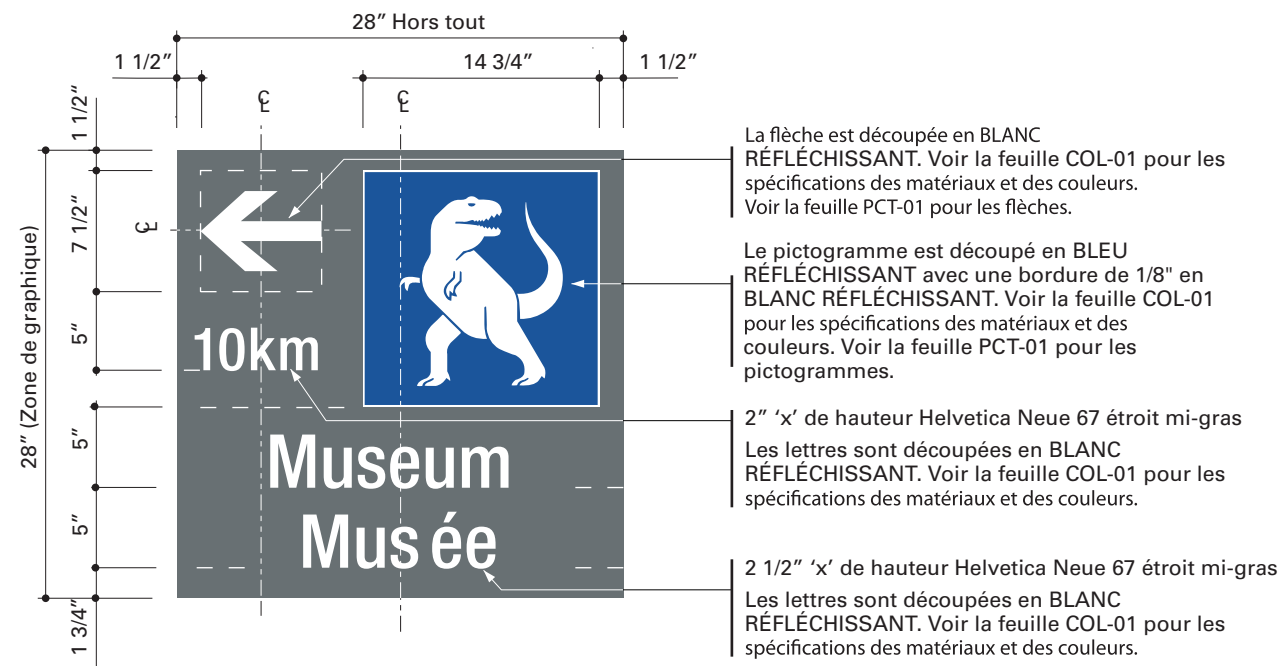 28” Hors tout
1 1/2”
14 3/4”
1 1/2”
℄
℄
1 1/2”
7 1/2”
℄
28” (Zone de graphique)
5”
5”
5”
1 3/4”
10km
Museum
Mus ée
La flèche est découpée en BLANC
RÉFLÉCHISSANT. Voir la feuille COL-01 pour les
spécifications des matériaux et des couleurs.
Voir la feuille PCT-01 pour les flèches.
Le pictogramme est découpé en BLEU
RÉFLÉCHISSANT avec une bordure de 1/8" en
BLANC RÉFLÉCHISSANT. Voir la feuille COL-01
pour les spécifications des matériaux et des
couleurs. Voir la feuille PCT-01 pour les
pictogrammes.
2” ‘x’ de hauteur Helvetica Neue 67 étroit mi-gras
Les lettres sont découpées en BLANC
RÉFLÉCHISSANT. Voir la feuille COL-01 pour les
spécifications des matériaux et des couleurs.
2 1/2” ‘x’ de hauteur Helvetica Neue 67 étroit mi-gras
Les lettres sont découpées en BLANC
RÉFLÉCHISSANT. Voir la feuille COL-01 pour les
spécifications des matériaux et des couleurs.